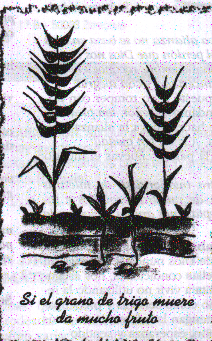 Si el grano de trigo muere
da mucho fruto